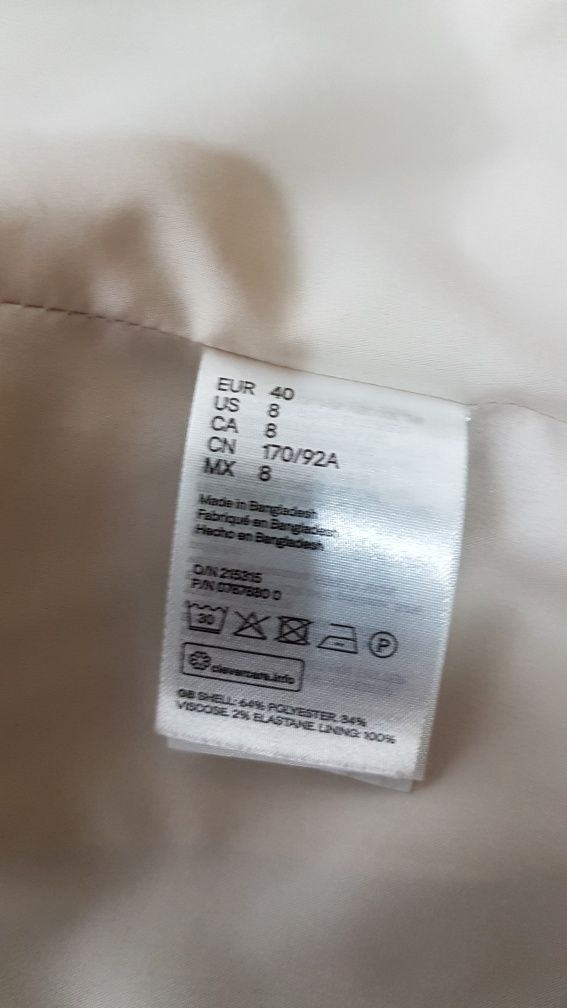 EUR 40
US 8
CA 8
CN 170/92A
MX 8
Made in Bangladesh
Fabriqué en Bangladesh
Hecho en Bangladesh
O/N 215315
P/N 0767880 0
30
P
clevercare.info
GB SHELL: 64% POLYESTER. 34%
VISCOSE. 2% ELASTANE. LINING: 100%